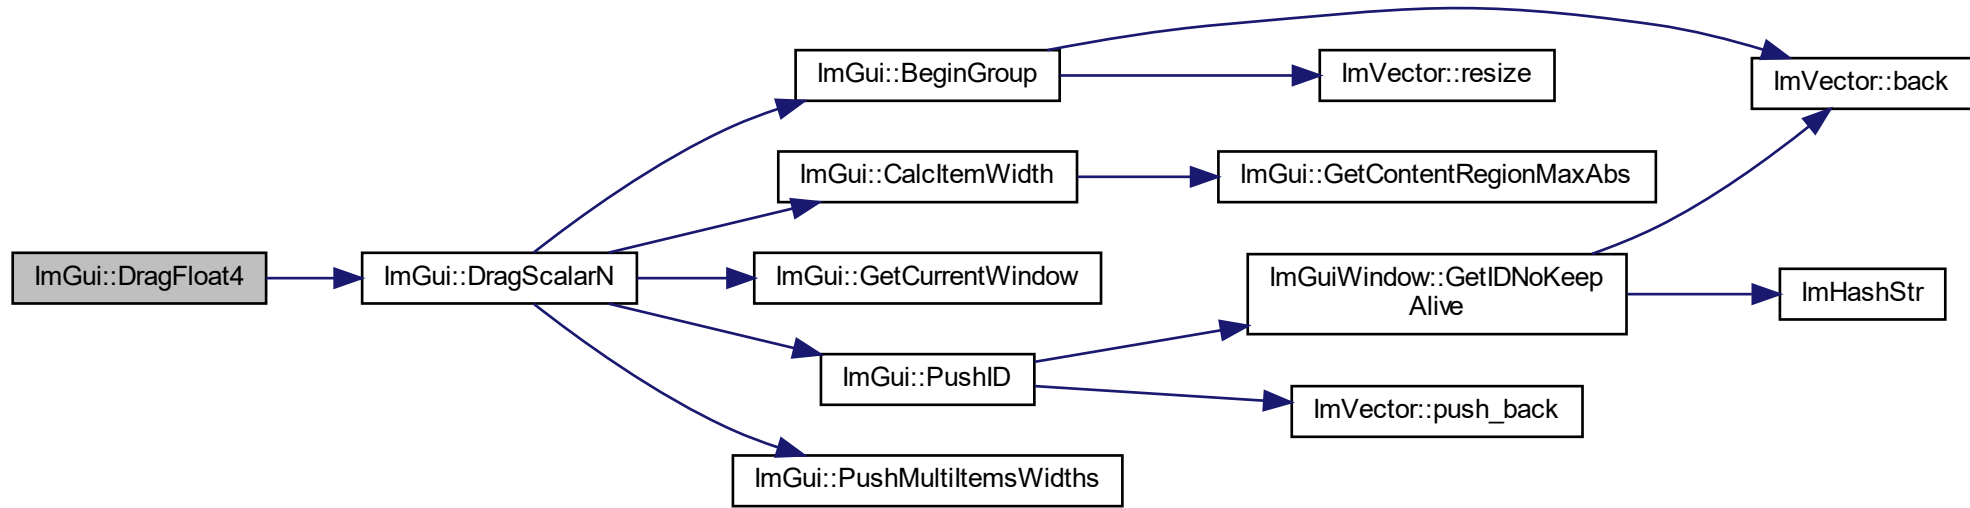 ImGui::DragFloat4
ImGui::DragScalarN
ImGui::BeginGroup
ImVector::resize
ImVector::back
ImGui::CalcItemWidth
ImGui::GetContentRegionMaxAbs
ImGui::GetCurrentWindow
ImGuiWindow::GetIDNoKeep
Alive
ImHashStr
ImGui::PushID
ImVector::push_back
ImGui::PushMultiItemsWidths